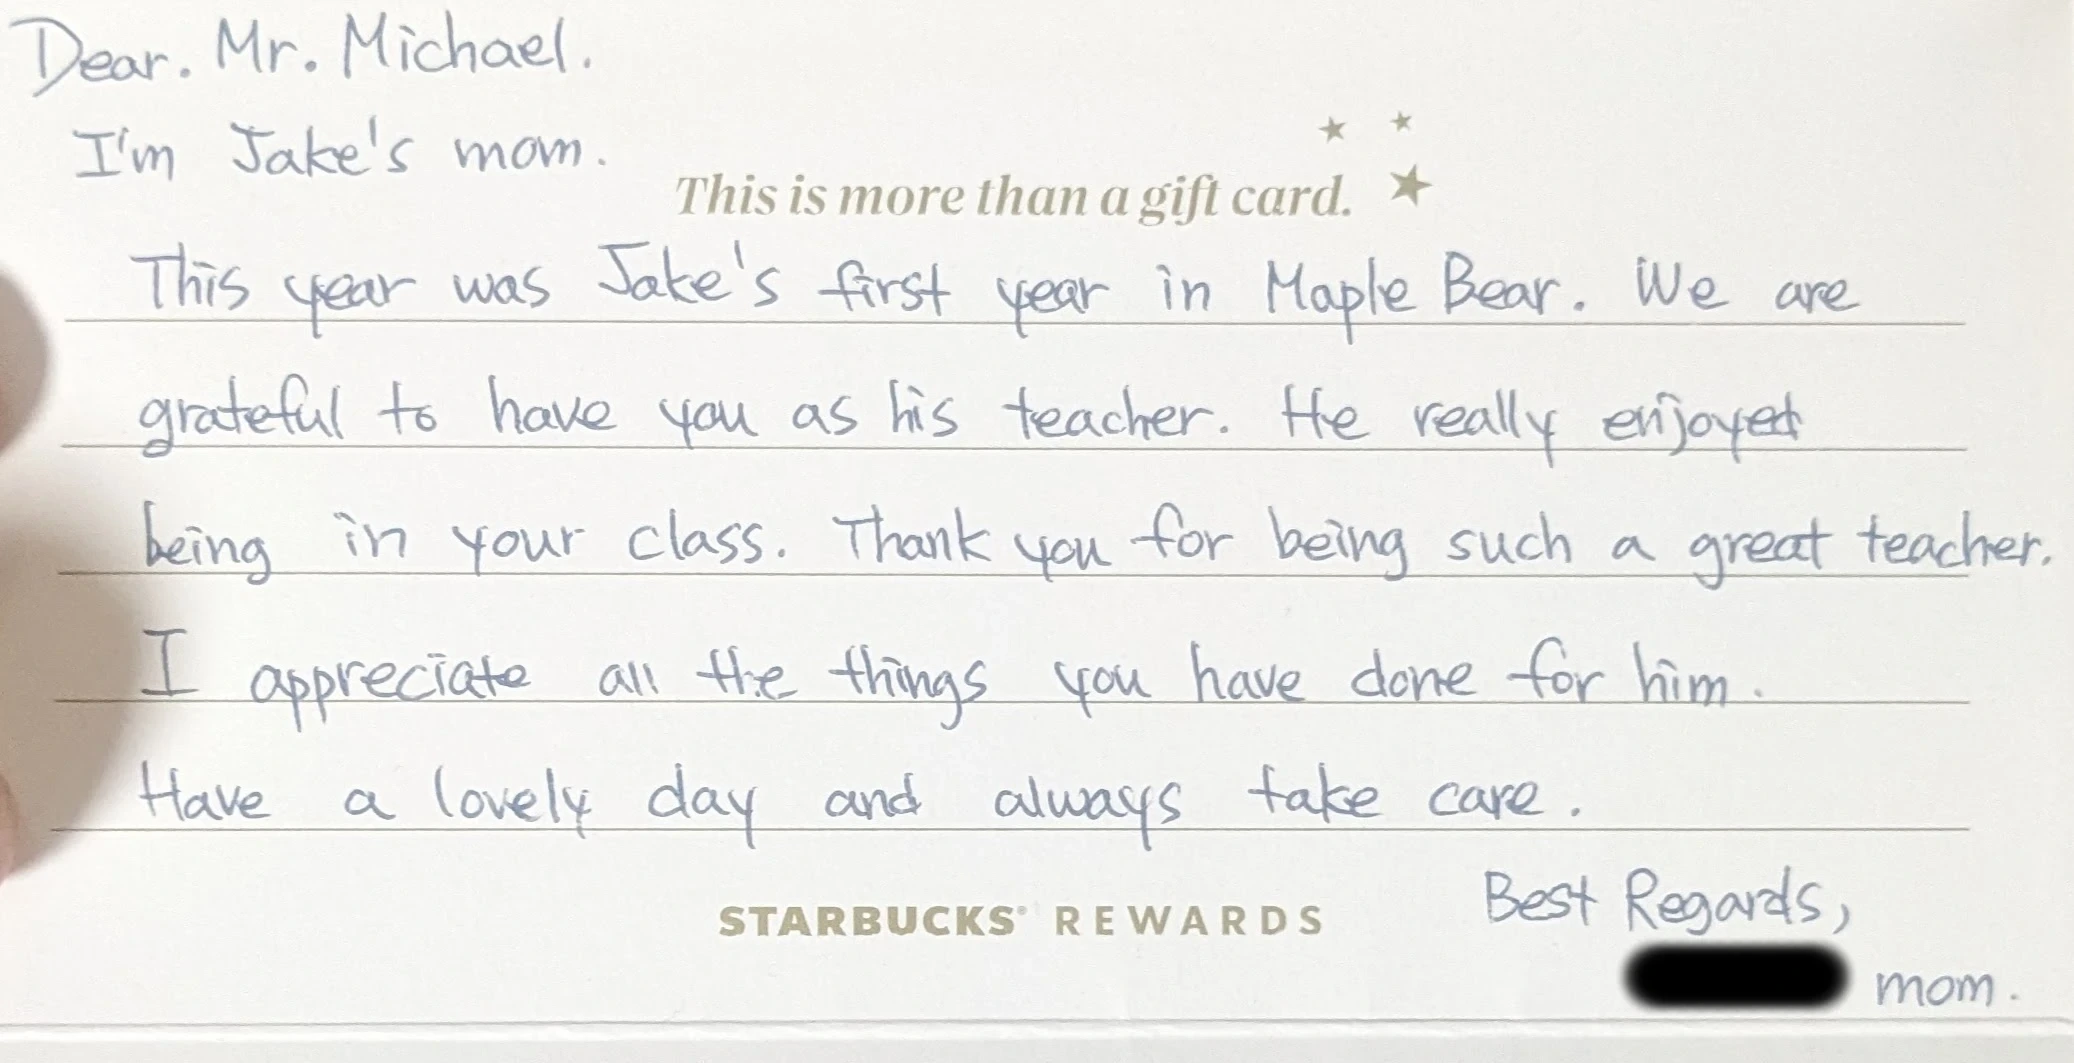 Dear. Mr. Michael.
I'm Jake's mom.
This is more than a gift card.
This year was Jake's first year in Maple Bear. We are
grateful to have you as his teacher. He really enjoyed
being in your class. Thank you for being such a great teacher.
I appreciate all the things you have done for him.
Have a lovely day and always take care.
STARBUCKS® REWARDS
Best Regards,
mom.